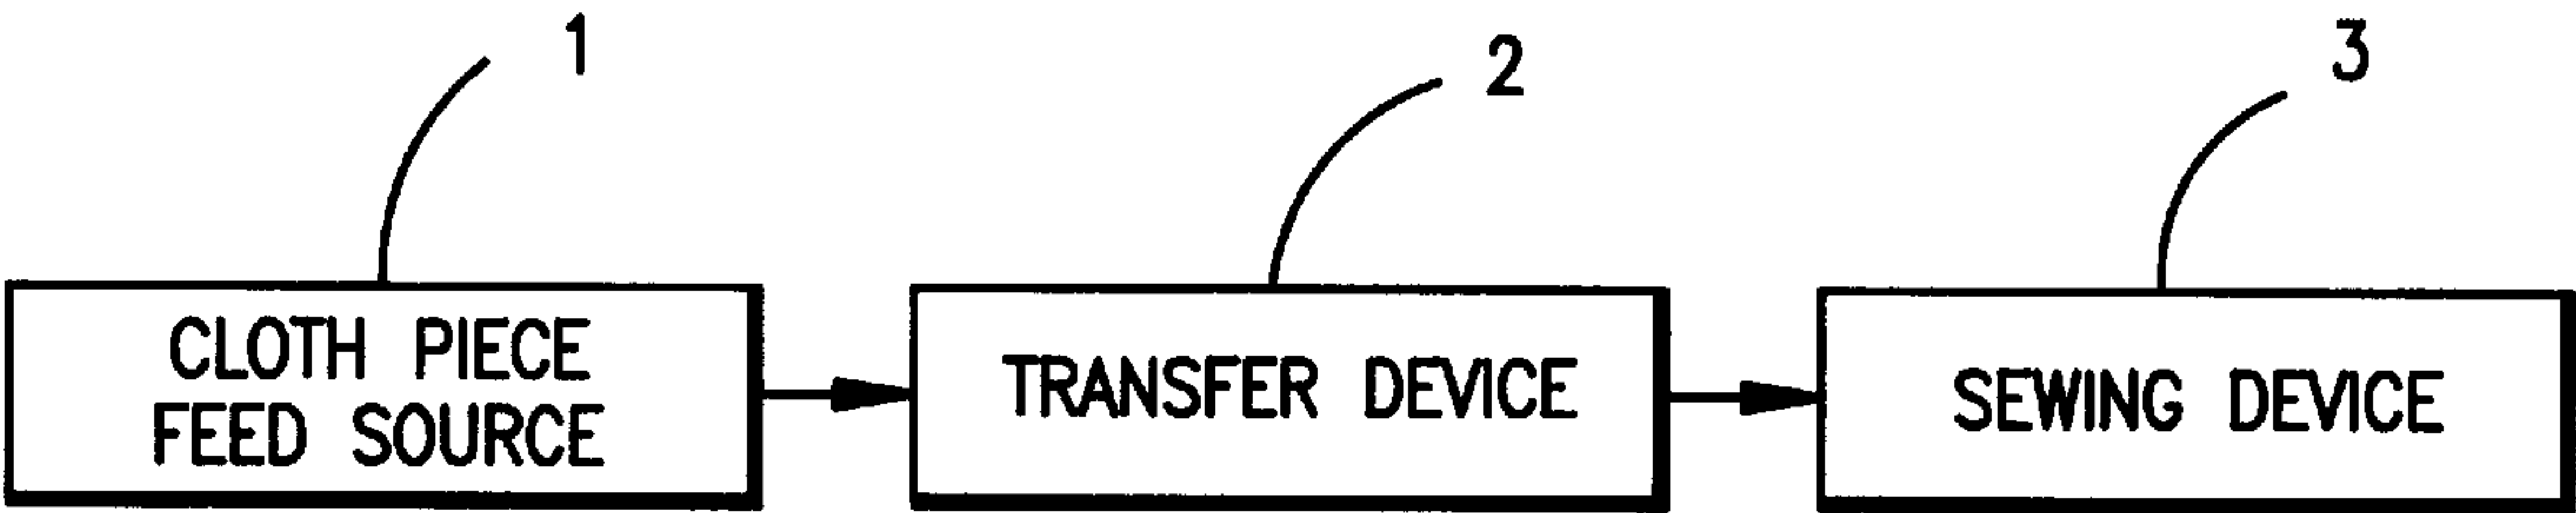 1
2
3
CLOTH PIECE
FEED SOURCE
TRANSFER DEVICE
SEWING DEVICE